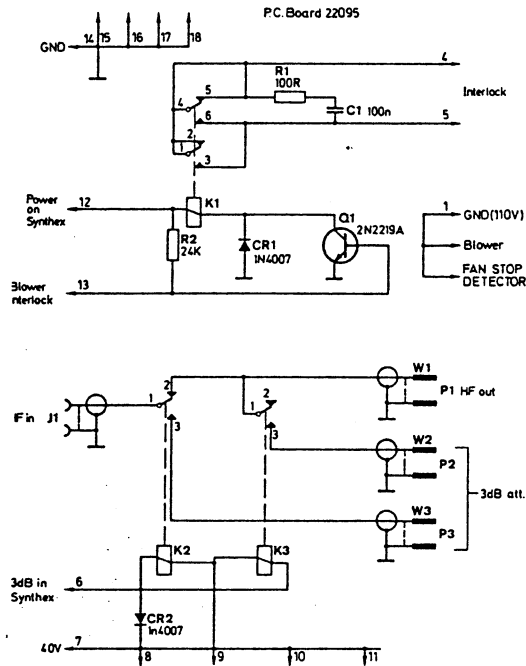 P.C. Board 22095
14 15 16 17 18
GND
4
R1
100R
Interlock
5
4
C1 100n
6
5
2
1
3
Power
on
Synthex
12
K1
Q1
2N2219A
1
GND(110V)
R2
24K
CR1
1N4007
Blower
FAN STOP
DETECTOR
Blower
nterlock
13
W1
P1 HF out
2
1
2
1
IF in J1
3
3
W2
P2
3dB att.
W3
P3
K2
K3
3dB in
Synthex
6
CR2
1n4007
40V
7
8
9
10
11